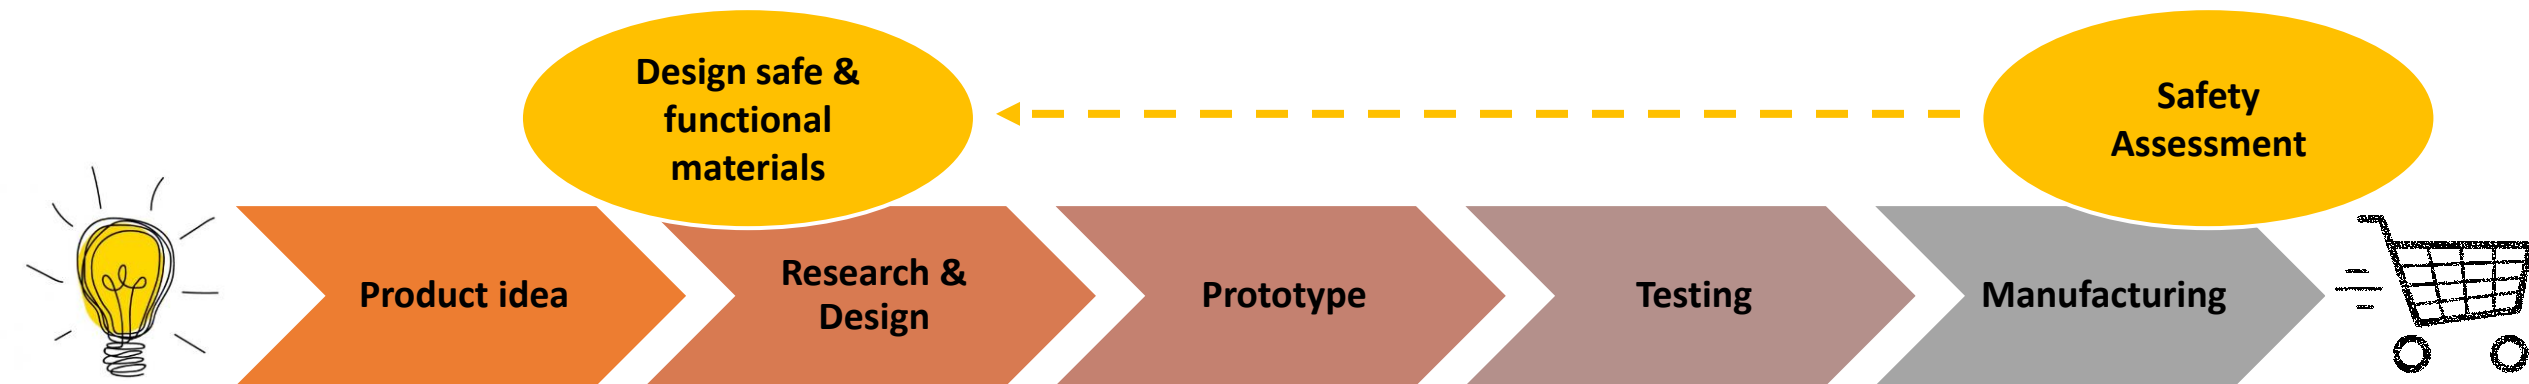 Design safe &
functional
materials
Safety
Assessment
Product idea
Research &
Design
Prototype
Testing
Manufacturing